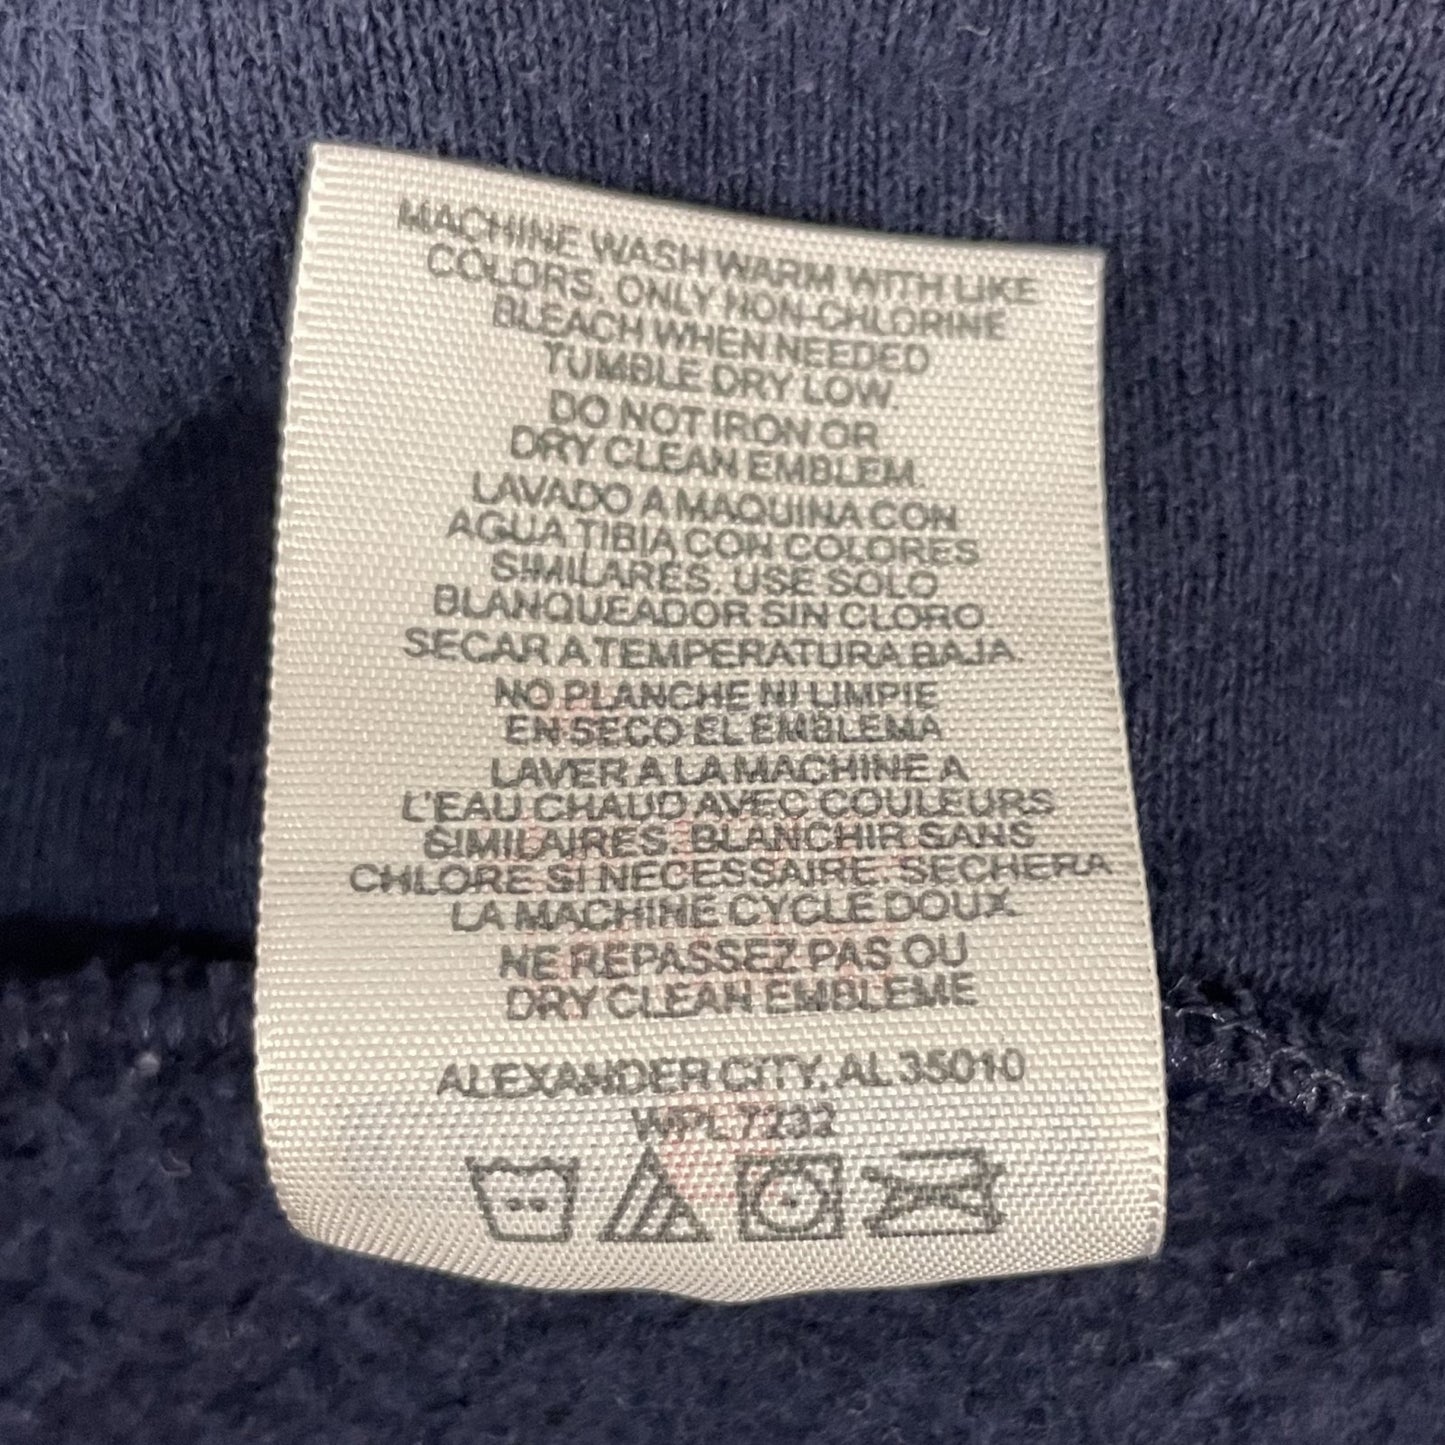 MACHINE WASH WARM WITH LIKE
COLORS. ONLY NON-CHLORINE
BLEACH WHEN NEEDED
TUMBLE DRY LOW.
DO NOT IRON OR
DRY CLEAN EMBLEM.
LAVADO A MAQUINA CON
AGUA TIBIA CON COLORES
SIMILARES. USE SOLO
BLANQUEADOR SIN CLORO
SECAR A TEMPERATURA BAJA.
NO PLANCHE NI LIMPIE
EN SECO EL EMBLEMA
LAVER A LA MACHINE A
L'EAU CHAUD AVEC COULEURS
SIMILAIRES. BLANCHIR SANS
CHLORE SI NECESSAIRE. SECHERA
LA MACHINE CYCLE DOUX.
NE REPASSEZ PAS OU
DRY CLEAN EMBLEME
ALEXANDER CITY, AL 35010
WPL 7232